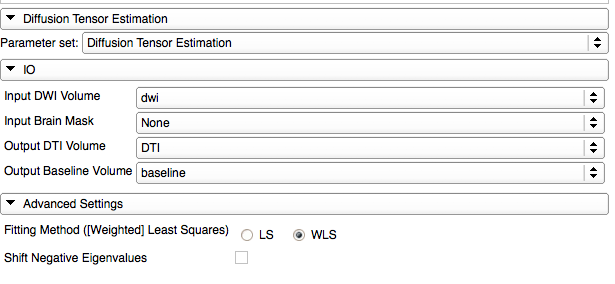 Diffusion Tensor Estimation
Parameter set: Diffusion Tensor Estimation
IO
Input DWI Volume dwi
Input Brain Mask None
Output DTI Volume DTI
Output Baseline Volume baseline
Advanced Settings
Fitting Method ([Weighted] Least Squares) LS WLS
Shift Negative Eigenvalues